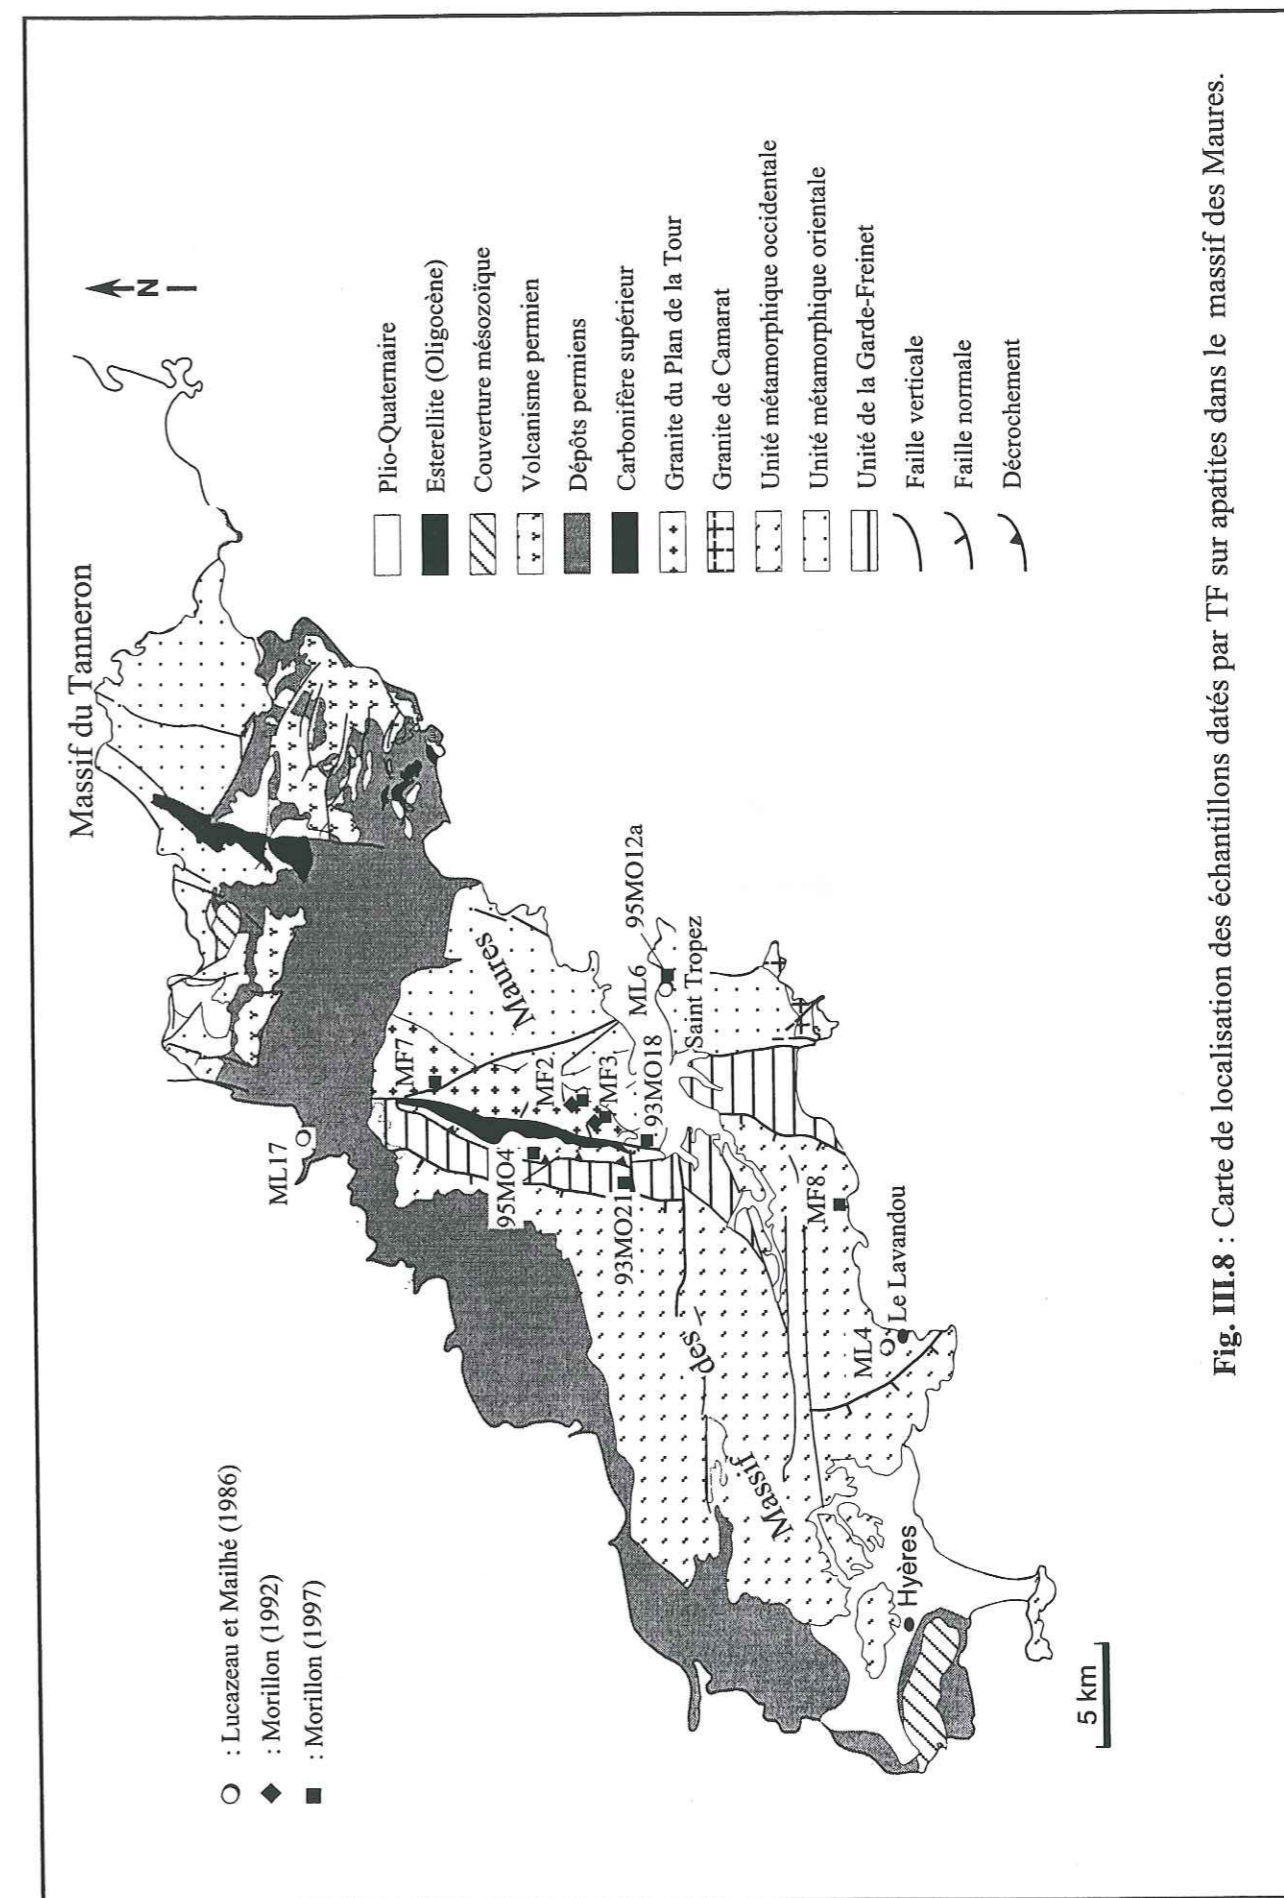 Massif du Tanneron
N
: Lucazeau et Mailhé (1986)
: Morillon (1992)
: Morillon (1997)
ML17
MF7
Maures
MF2
MF3
95MO4
93MO21
93MO18
ML6
95MO12a
Saint Tropez
des
Massif
MF8
ML4
Le Lavandou
Hyères
5 km
Plio-Quaternaire
Esterellite (Oligocène)
Couverture mésozoïque
Volcanisme permien
Dépôts permiens
Carbonifère supérieur
Granite du Plan de la Tour
Granite de Camarat
Unité métamorphique occidentale
Unité métamorphique orientale
Unité de la Garde-Freinet
Faille verticale
Faille normale
Décrochement
Fig. III.8 : Carte de localisation des échantillons datés par TF sur apatites dans le massif des Maures.